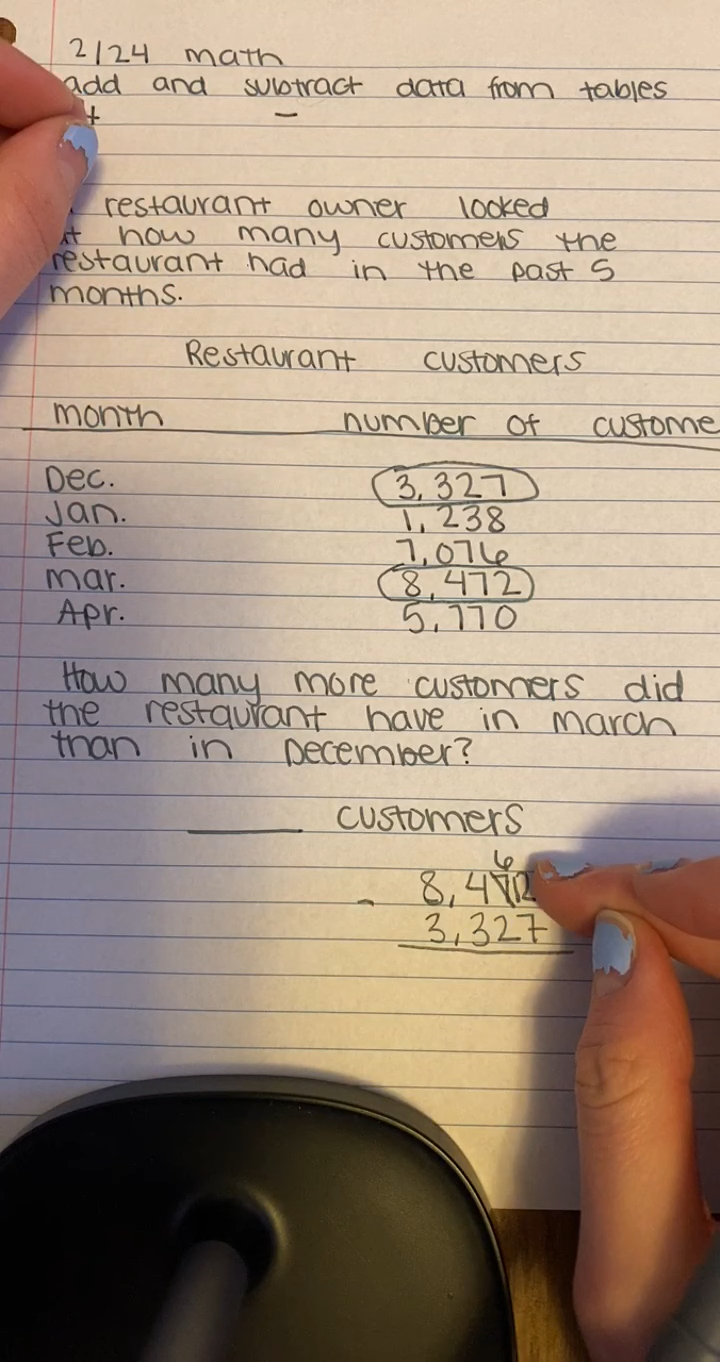 2/24 math
add and subtract data from tables
+ −
restaurant owner looked
how many customers the
restaurant had in the past 5
months.
Restaurant customers
month number of custome
Dec. 3,327
Jan. 1,238
Feb. 7,076
mar. 8,472
Apr. 5,770
How many more customers did
the restaurant have in march
than in December?
______ customers
6
8,4712
- 3,327